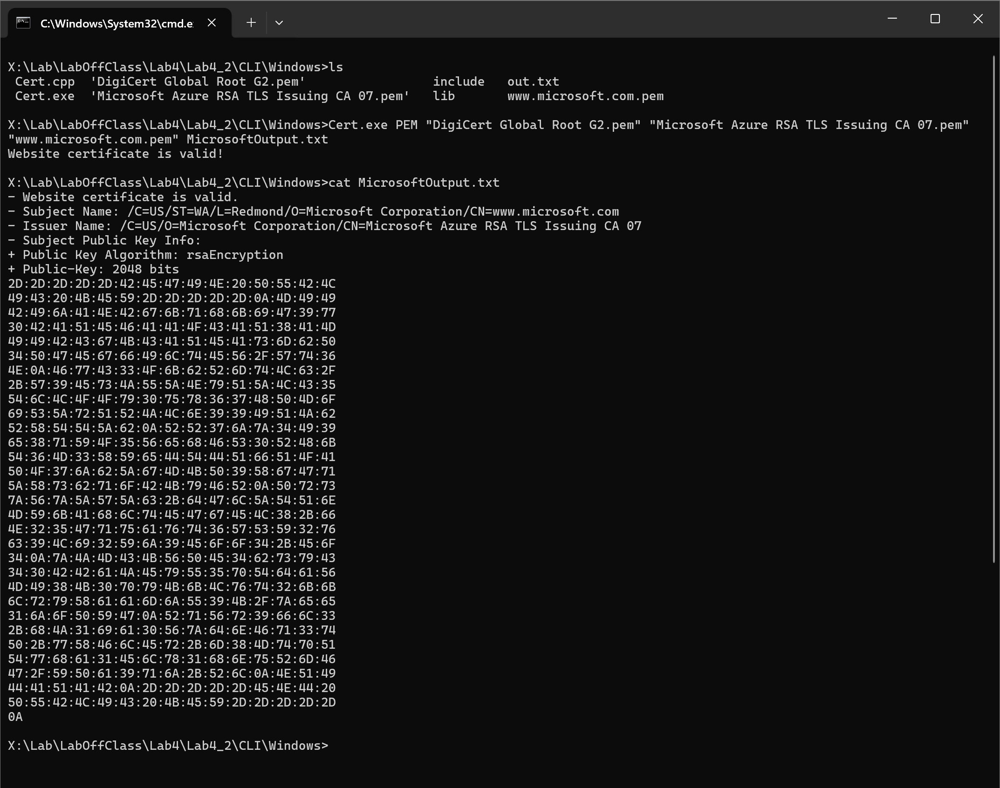 C:\Windows\System32\cmd.e
X:\Lab\LabOffClass\Lab4\Lab4_2\CLI\Windows>ls
 Cert.cpp  'DigiCert Global Root G2.pem'                 include   out.txt
 Cert.exe  'Microsoft Azure RSA TLS Issuing CA 07.pem'   lib       www.microsoft.com.pem
X:\Lab\LabOffClass\Lab4\Lab4_2\CLI\Windows>Cert.exe PEM "DigiCert Global Root G2.pem" "Microsoft Azure RSA TLS Issuing CA 07.pem"
"www.microsoft.com.pem" MicrosoftOutput.txt
Website certificate is valid!
X:\Lab\LabOffClass\Lab4\Lab4_2\CLI\Windows>cat MicrosoftOutput.txt
- Website certificate is valid.
- Subject Name: /C=US/ST=WA/L=Redmond/O=Microsoft Corporation/CN=www.microsoft.com
- Issuer Name: /C=US/O=Microsoft Corporation/CN=Microsoft Azure RSA TLS Issuing CA 07
- Subject Public Key Info:
+ Public Key Algorithm: rsaEncryption
+ Public-Key: 2048 bits
2D:2D:2D:2D:2D:42:45:47:49:4E:20:50:55:42:4C
49:43:20:4B:45:59:2D:2D:2D:2D:2D:0A:4D:49:49
42:49:6A:41:4E:42:67:6B:71:68:6B:69:47:39:77
30:42:41:51:45:46:41:41:4F:43:41:51:38:41:4D
49:49:42:43:67:4B:43:41:51:45:41:73:6D:62:50
34:50:47:45:67:66:49:6C:74:45:56:2F:57:74:36
4E:0A:46:77:43:33:4F:6B:62:52:6D:74:4C:63:2F
2B:57:39:45:73:4A:55:5A:4E:79:51:5A:4C:43:35
54:6C:4C:4F:4F:79:30:75:78:36:37:48:50:4D:6F
69:53:5A:72:51:52:4A:4C:6E:39:39:49:51:4A:62
52:58:54:54:5A:62:0A:52:52:37:6A:7A:34:49:39
65:38:71:59:4F:35:56:65:68:46:53:30:52:48:6B
54:36:4D:33:58:59:65:44:54:44:51:66:51:4F:41
50:4F:37:6A:62:5A:67:4D:4B:50:39:58:67:47:71
5A:58:73:62:71:6F:42:4B:79:46:52:0A:50:72:73
7A:56:7A:5A:57:5A:63:2B:64:47:6C:5A:54:51:6E
4D:59:6B:41:68:6C:74:45:47:67:45:4C:38:2B:66
4E:32:35:47:71:75:61:76:74:36:57:53:59:32:76
63:39:4C:69:32:59:6A:39:45:6F:6F:34:2B:45:6F
34:0A:7A:4A:4D:43:4B:56:50:45:34:62:73:79:43
34:30:42:42:61:4A:45:79:55:35:70:54:64:61:56
4D:49:38:4B:30:70:79:4B:6B:4C:76:74:32:6B:6B
6C:72:79:58:61:61:6D:6A:55:39:4B:2F:7A:65:65
31:6A:6F:50:59:47:0A:52:71:56:72:39:66:6C:33
2B:68:4A:31:69:61:30:56:7A:64:6E:46:71:33:74
50:2B:77:58:46:6C:45:72:2B:6D:38:4D:74:70:51
54:77:68:61:31:45:6C:78:31:68:6E:75:52:6D:46
47:2F:59:50:61:39:71:6A:2B:52:6C:0A:4E:51:49
44:41:51:41:42:0A:2D:2D:2D:2D:2D:45:4E:44:20
50:55:42:4C:49:43:20:4B:45:59:2D:2D:2D:2D:2D
0A
X:\Lab\LabOffClass\Lab4\Lab4_2\CLI\Windows>